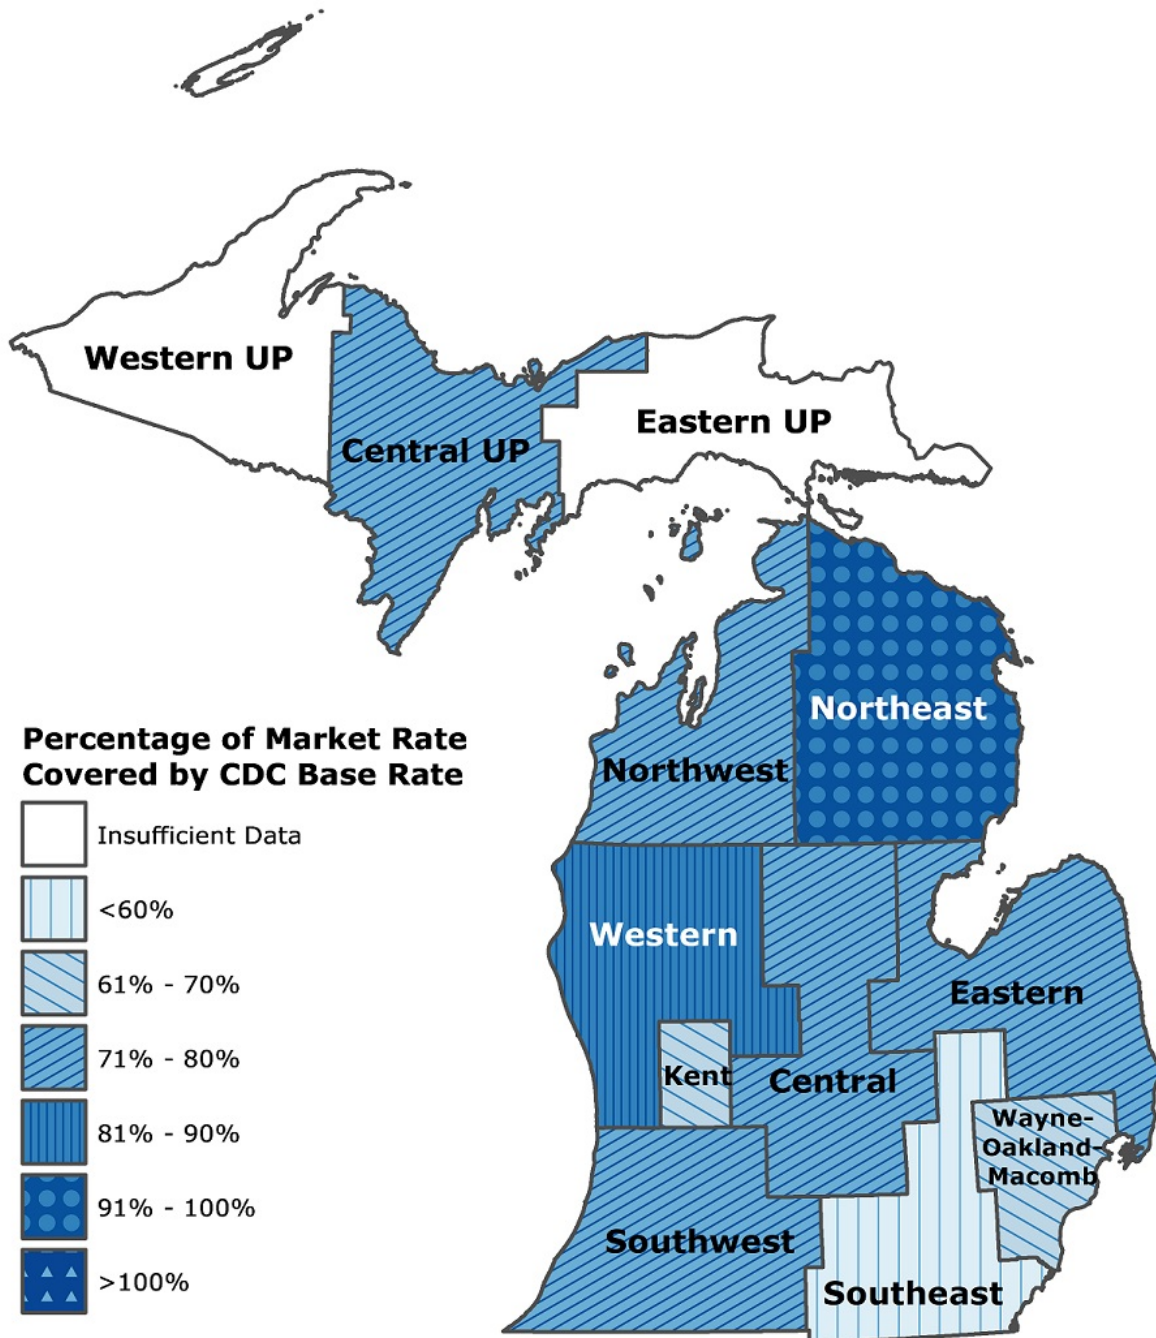 Western UP
Eastern UP
Central UP
Northeast
Northwest
Percentage of Market Rate
Covered by CDC Base Rate
Insufficient Data
<60%
61% - 70%
71% - 80%
81% - 90%
91% - 100%
>100%
Western
Eastern
Kent
Central
Wayne-
Oakland-
Macomb
Southwest
Southeast